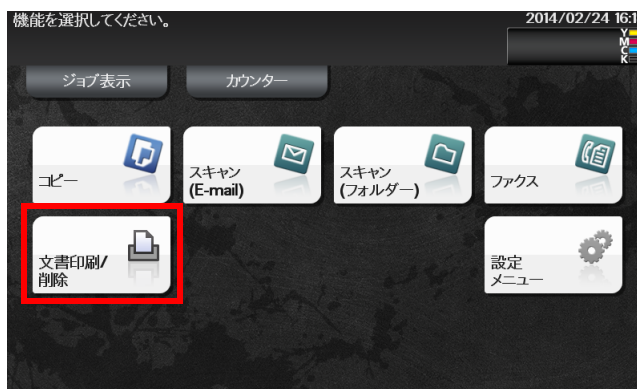 機能を選択してください。
2014/02/24 16:1
Y
M
C
K
ジョブ表示
カウンター
コピー
スキャン
(E-mail)
スキャン
(フォルダー)
ファクス
文書印刷/
削除
設定
メニュー